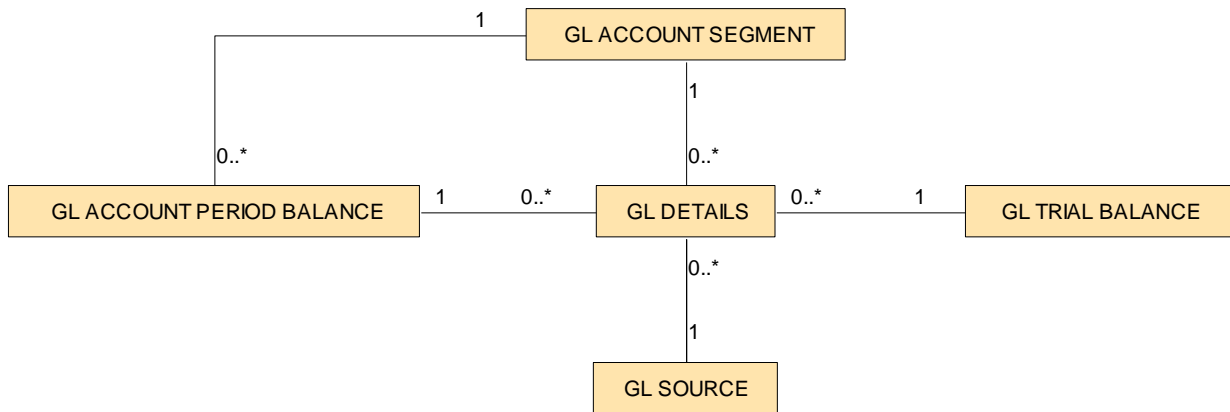 1
GL ACCOUNT SEGMENT
1
0..*
0..*
GL ACCOUNT PERIOD BALANCE
1
0..*
GL DETAILS
0..*
1
GL TRIAL BALANCE
0..*
1
GL SOURCE